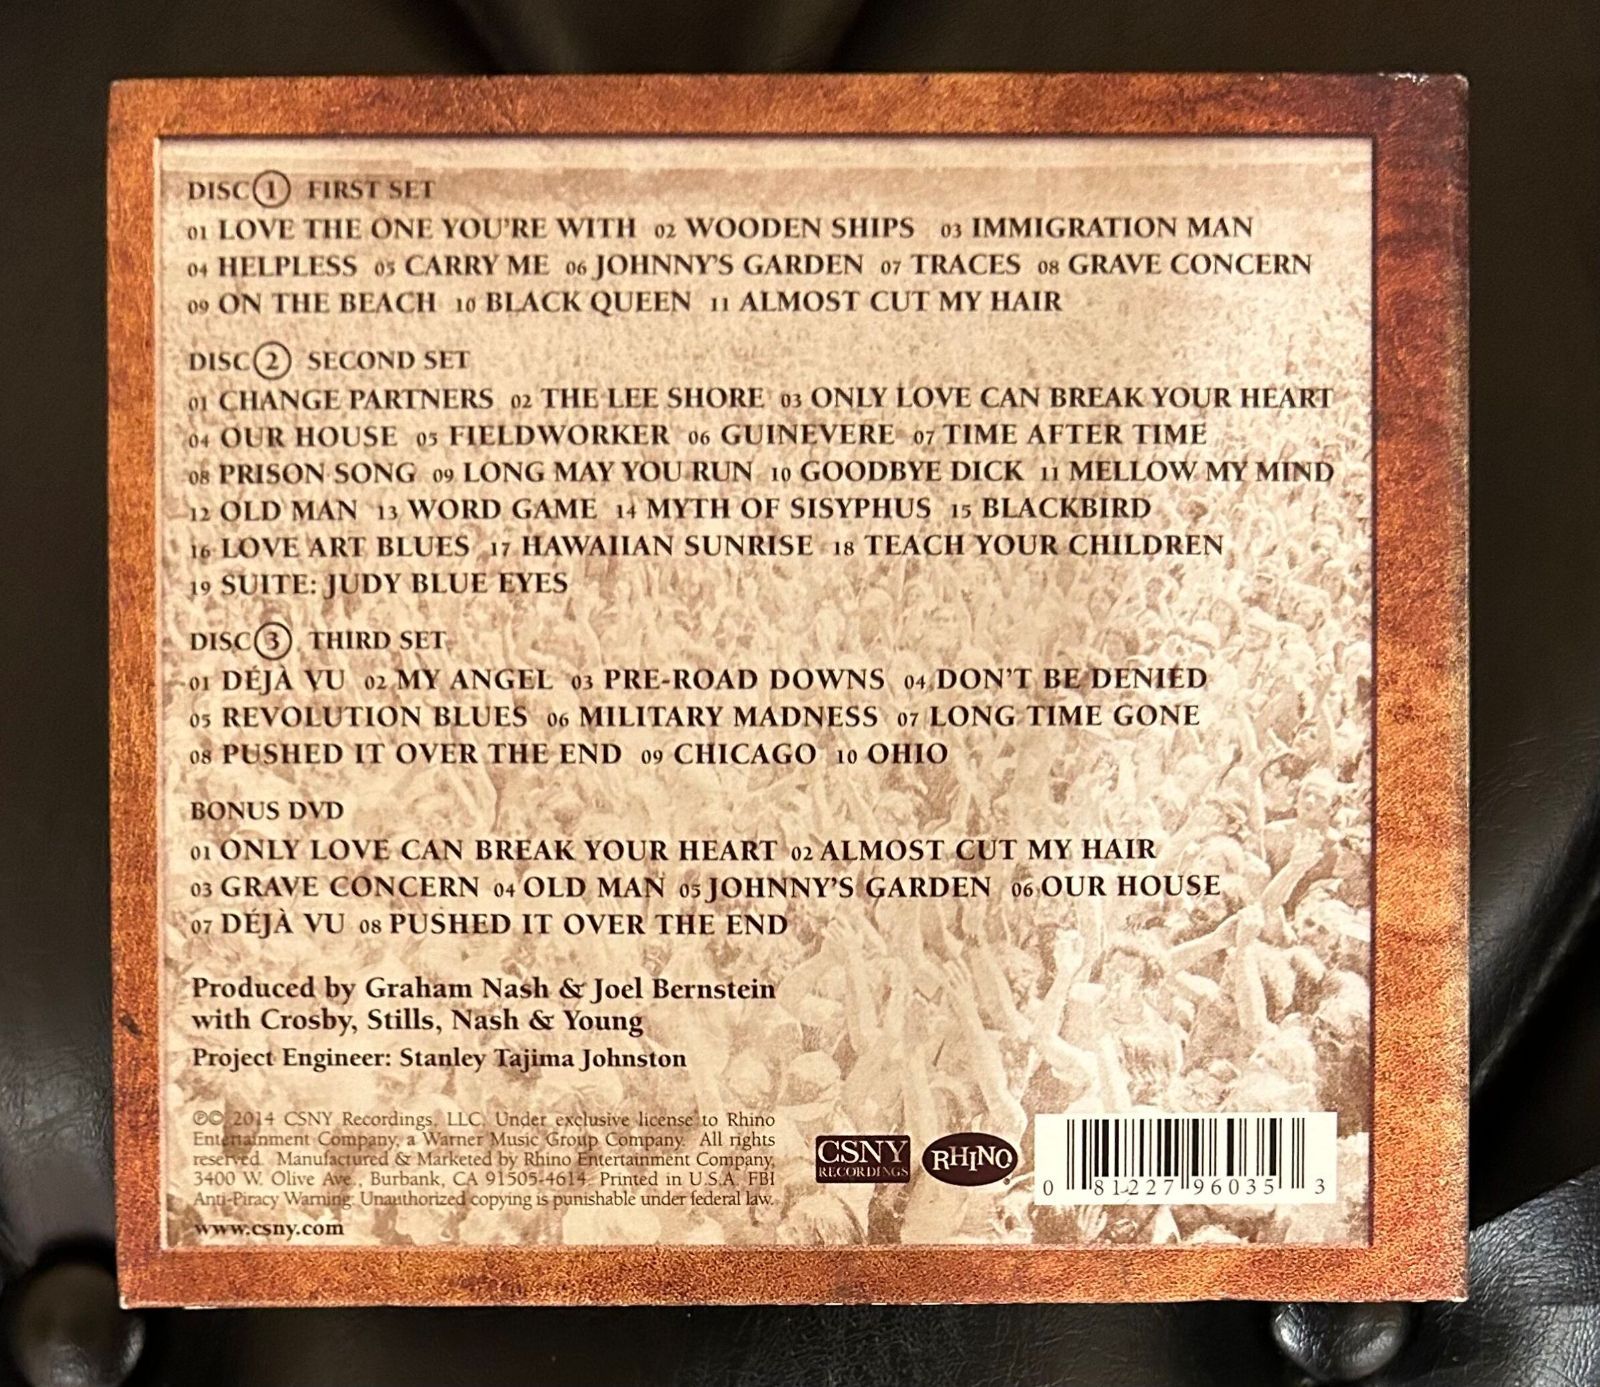 DISC 1 FIRST SET
01 LOVE THE ONE YOU'RE WITH 02 WOODEN SHIPS 03 IMMIGRATION MAN
04 HELPLESS 05 CARRY ME 06 JOHNNY'S GARDEN 07 TRACES 08 GRAVE CONCERN
09 ON THE BEACH 10 BLACK QUEEN 11 ALMOST CUT MY HAIR
DISC 2 SECOND SET
01 CHANGE PARTNERS 02 THE LEE SHORE 03 ONLY LOVE CAN BREAK YOUR HEART
04 OUR HOUSE 05 FIELDWORKER 06 GUINEVERE 07 TIME AFTER TIME
08 PRISON SONG 09 LONG MAY YOU RUN 10 GOODBYE DICK 11 MELLOW MY MIND
12 OLD MAN 13 WORD GAME 14 MYTH OF SISYPHUS 15 BLACKBIRD
16 LOVE ART BLUES 17 HAWAIIAN SUNRISE 18 TEACH YOUR CHILDREN
19 SUITE: JUDY BLUE EYES
DISC 3 THIRD SET
01 DÉJÀ VU 02 MY ANGEL 03 PRE-ROAD DOWNS 04 DON'T BE DENIED
05 REVOLUTION BLUES 06 MILITARY MADNESS 07 LONG TIME GONE
08 PUSHED IT OVER THE END 09 CHICAGO 10 OHIO
BONUS DVD
01 ONLY LOVE CAN BREAK YOUR HEART 02 ALMOST CUT MY HAIR
03 GRAVE CONCERN 04 OLD MAN 05 JOHNNY'S GARDEN 06 OUR HOUSE
07 DÉJÀ VU 08 PUSHED IT OVER THE END
Produced by Graham Nash & Joel Bernstein
with Crosby, Stills, Nash & Young
Project Engineer: Stanley Tajima Johnston
℗© 2014 CSNY Recordings, LLC. Under exclusive license to Rhino
Entertainment Company, a Warner Music Group Company. All rights
reserved. Manufactured & Marketed by Rhino Entertainment Company,
3400 W. Olive Ave., Burbank, CA 91505-4614. Printed in U.S.A. FBI
Anti-Piracy Warning: Unauthorized copying is punishable under federal law.
www.csny.com
CSNY
RECORDINGS
RHINO
0 81227 96035 3